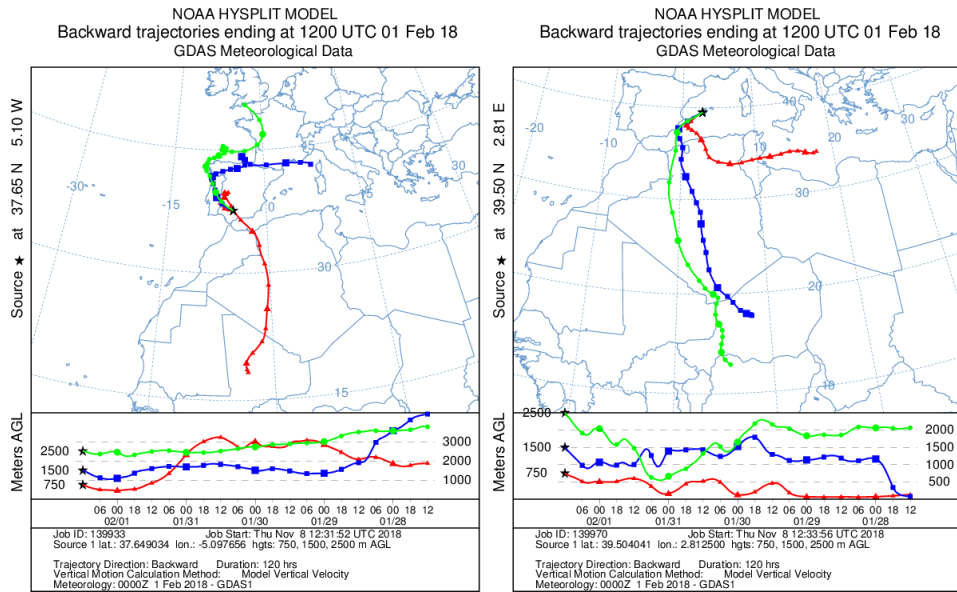 NOAA HYSPLIT MODEL
Backward trajectories ending at 1200 UTC 01 Feb 18
GDAS Meteorological Data
Source ★ at 37.65 N 5.10 W
-30
-15
0
15
30
30
15
Meters AGL
2500
1500
750
3000
2000
1000
06 00 18 12 06 00 18 12 06 00 18 12 06 00 18 12 06 00 18 12
02/01 01/31 01/30 01/29 01/28
Job ID: 139933 Job Start: Thu Nov 8 12:31:52 UTC 2018
Source 1 lat.: 37.649034 lon.: -5.097656 hgts: 750, 1500, 2500 m AGL
Trajectory Direction: Backward Duration: 120 hrs
Vertical Motion Calculation Method: Model Vertical Velocity
Meteorology: 0000Z 1 Feb 2018 - GDAS1
NOAA HYSPLIT MODEL
Backward trajectories ending at 1200 UTC 01 Feb 18
GDAS Meteorological Data
Source ★ at 39.50 N 2.81 E
-20
-10
0
10
20
30
40
30
20
10
Meters AGL
2500
1500
750
2000
1500
1000
500
06 00 18 12 06 00 18 12 06 00 18 12 06 00 18 12 06 00 18 12
02/01 01/31 01/30 01/29 01/28
Job ID: 139970 Job Start: Thu Nov 8 12:33:56 UTC 2018
Source 1 lat.: 39.504041 lon.: 2.812500 hgts: 750, 1500, 2500 m AGL
Trajectory Direction: Backward Duration: 120 hrs
Vertical Motion Calculation Method: Model Vertical Velocity
Meteorology: 0000Z 1 Feb 2018 - GDAS1